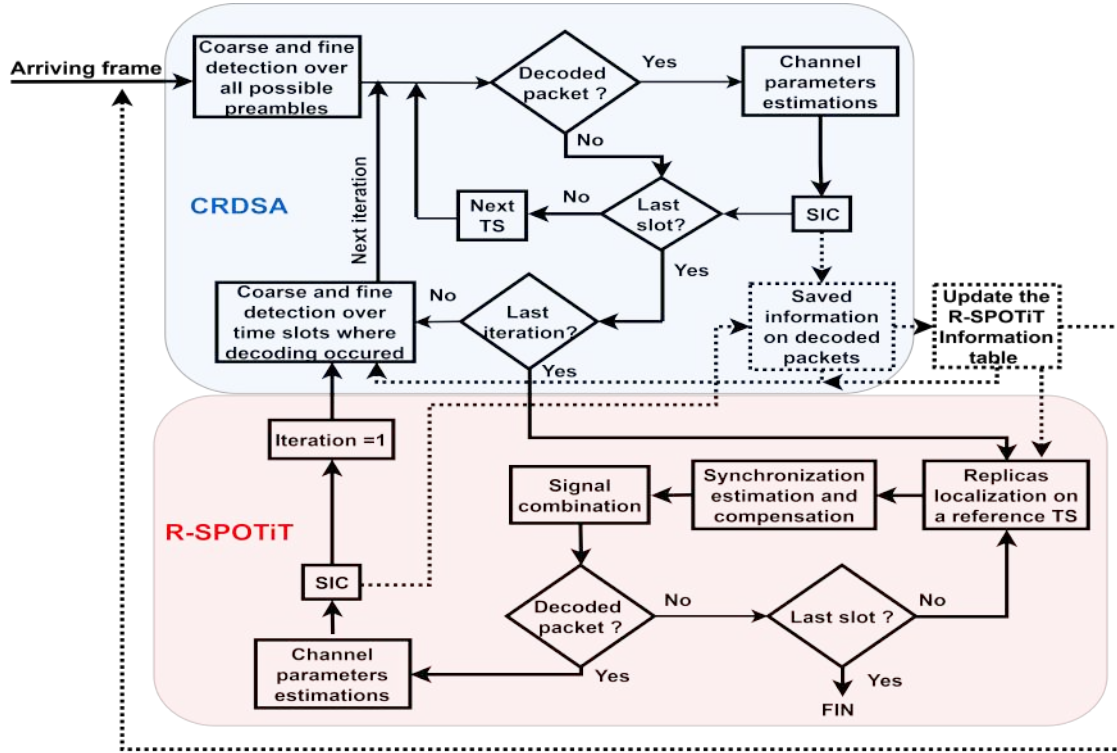 Arriving frame
Coarse and fine
detection over
all possible
preambles
Decoded
packet ?
Yes
Channel
parameters
estimations
No
CRDSA
Next iteration
Next
TS
No
Last
slot?
SIC
Yes
Coarse and fine
detection over
time slots where
decoding occured
No
Last
iteration?
Yes
Saved
information
on decoded
packets
Update the
R-SPOTiT
Information
table
Iteration =1
R-SPOTiT
Signal
combination
Synchronization
estimation and
compensation
Replicas
localization on
a reference TS
SIC
Decoded
packet ?
No
Last slot ?
No
Channel
parameters
estimations
Yes
Yes
FIN